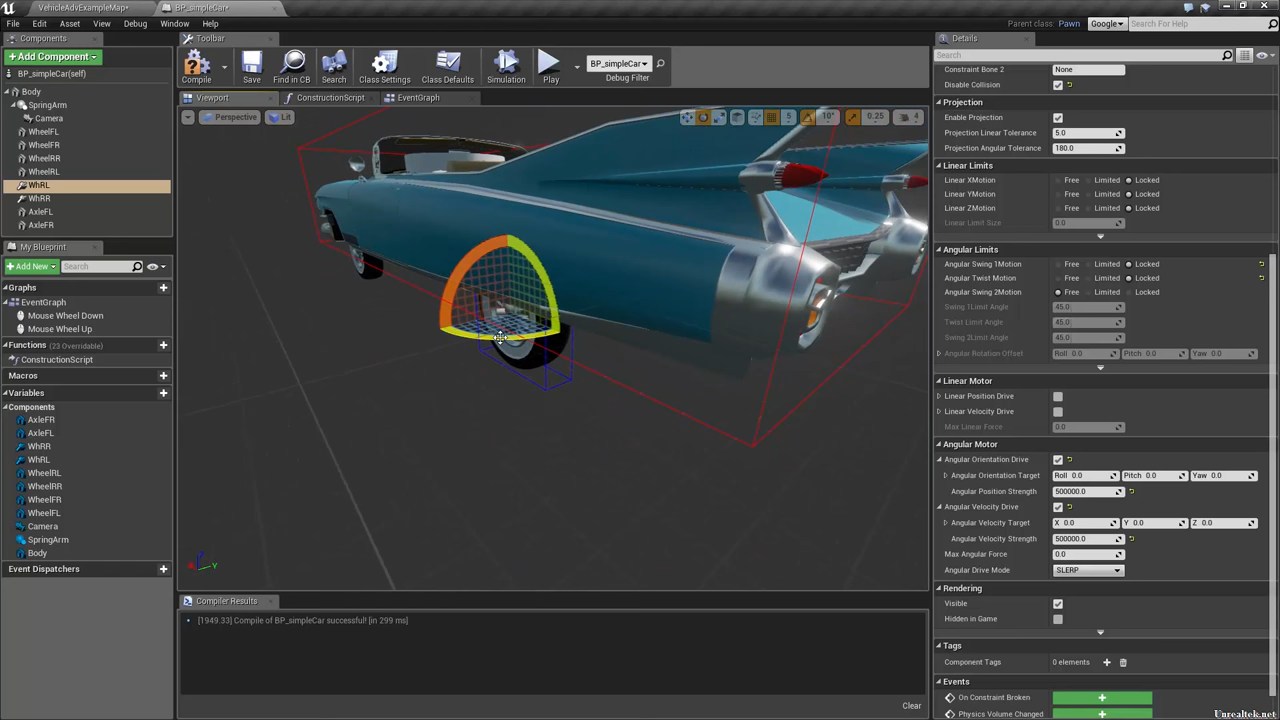 VehicleAdvExampleMap*
BP_simpleCar*
File Edit Asset View Debug Window Help
Parent class: Pawn
Google
Search For Help
Components
+ Add Component
BP_simpleCar(self)
Body
SpringArm
Camera
WheelFL
WheelFR
WheelRR
WheelRL
WhRL
WhRR
AxleFL
AxleFR
My Blueprint
+ Add New
Search
Graphs
EventGraph
Mouse Wheel Down
Mouse Wheel Up
Functions (23 Overridable)
ConstructionScript
Macros
Variables
Components
AxleFR
AxleFL
WhRR
WhRL
WheelRL
WheelRR
WheelFR
WheelFL
Camera
SpringArm
Body
Event Dispatchers
Toolbar
Compile
Save
Find in CB
Search
Class Settings
Class Defaults
Simulation
Play
BP_simpleCar
Debug Filter
Viewport
ConstructionScript
EventGraph
Perspective
Lit
5
10°
0.25
4
Z
X
Y
Compiler Results
[1949.33] Compile of BP_simpleCar successful! [in 299 ms]
Clear
Details
Search
Constraint Bone 2 None
Disable Collision
Projection
Enable Projection
Projection Linear Tolerance 5.0
Projection Angular Tolerance 180.0
Linear Limits
Linear XMotion Free Limited Locked
Linear YMotion Free Limited Locked
Linear ZMotion Free Limited Locked
Linear Limit Size 0.0
Angular Limits
Angular Swing 1Motion Free Limited Locked
Angular Twist Motion Free Limited Locked
Angular Swing 2Motion Free Limited Locked
Swing 1Limit Angle 45.0
Twist Limit Angle 45.0
Swing 2Limit Angle 45.0
Angular Rotation Offset Roll 0.0 Pitch 0.0 Yaw 0.0
Linear Motor
Linear Position Drive
Linear Velocity Drive
Max Linear Force 0.0
Angular Motor
Angular Orientation Drive
Angular Orientation Target Roll 0.0 Pitch 0.0 Yaw 0.0
Angular Position Strength 500000.0
Angular Velocity Drive
Angular Velocity Target X 0.0 Y 0.0 Z 0.0
Angular Velocity Strength 500000.0
Max Angular Force 0.0
Angular Drive Mode SLERP
Rendering
Visible
Hidden in Game
Tags
Component Tags 0 elements
Events
On Constraint Broken
Physics Volume Changed
Unrealtek.net